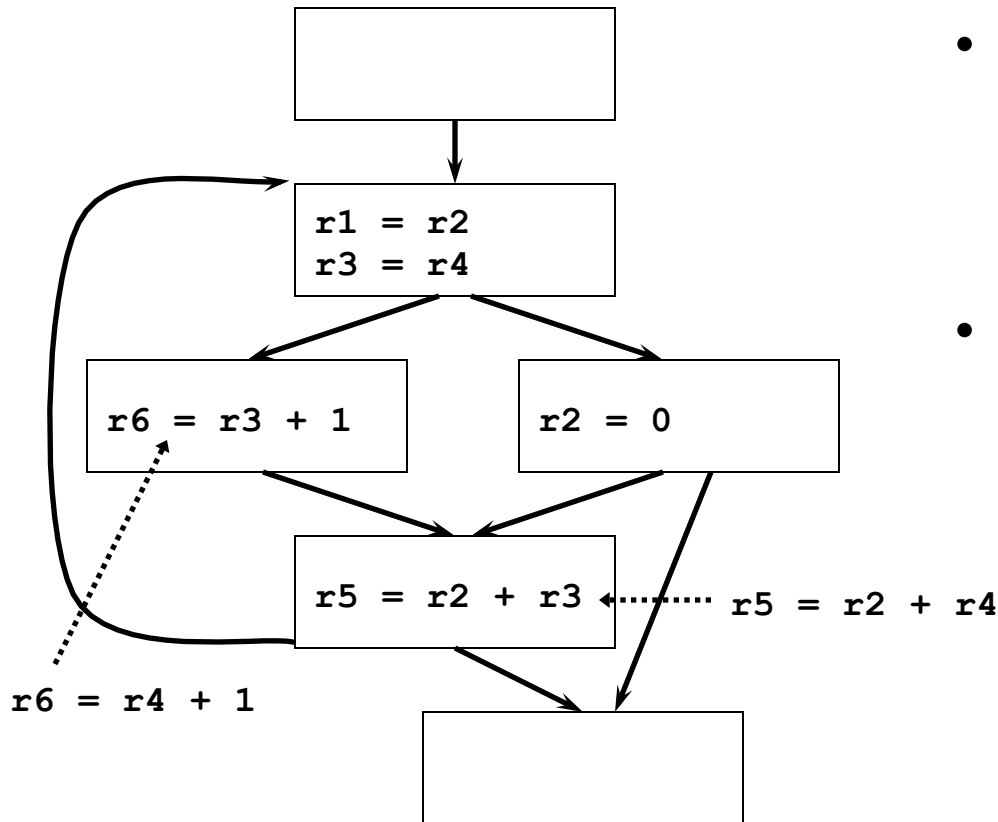 r1 = r2
r3 = r4
r6 = r3 + 1
r2 = 0
r5 = r2 + r3
r5 = r2 + r4
r6 = r4 + 1